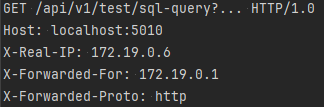 GET /api/v1/test/sql-query?... HTTP/1.0
Host: localhost:5010
X-Real-IP: 172.19.0.6
X-Forwarded-For: 172.19.0.1
X-Forwarded-Proto: http